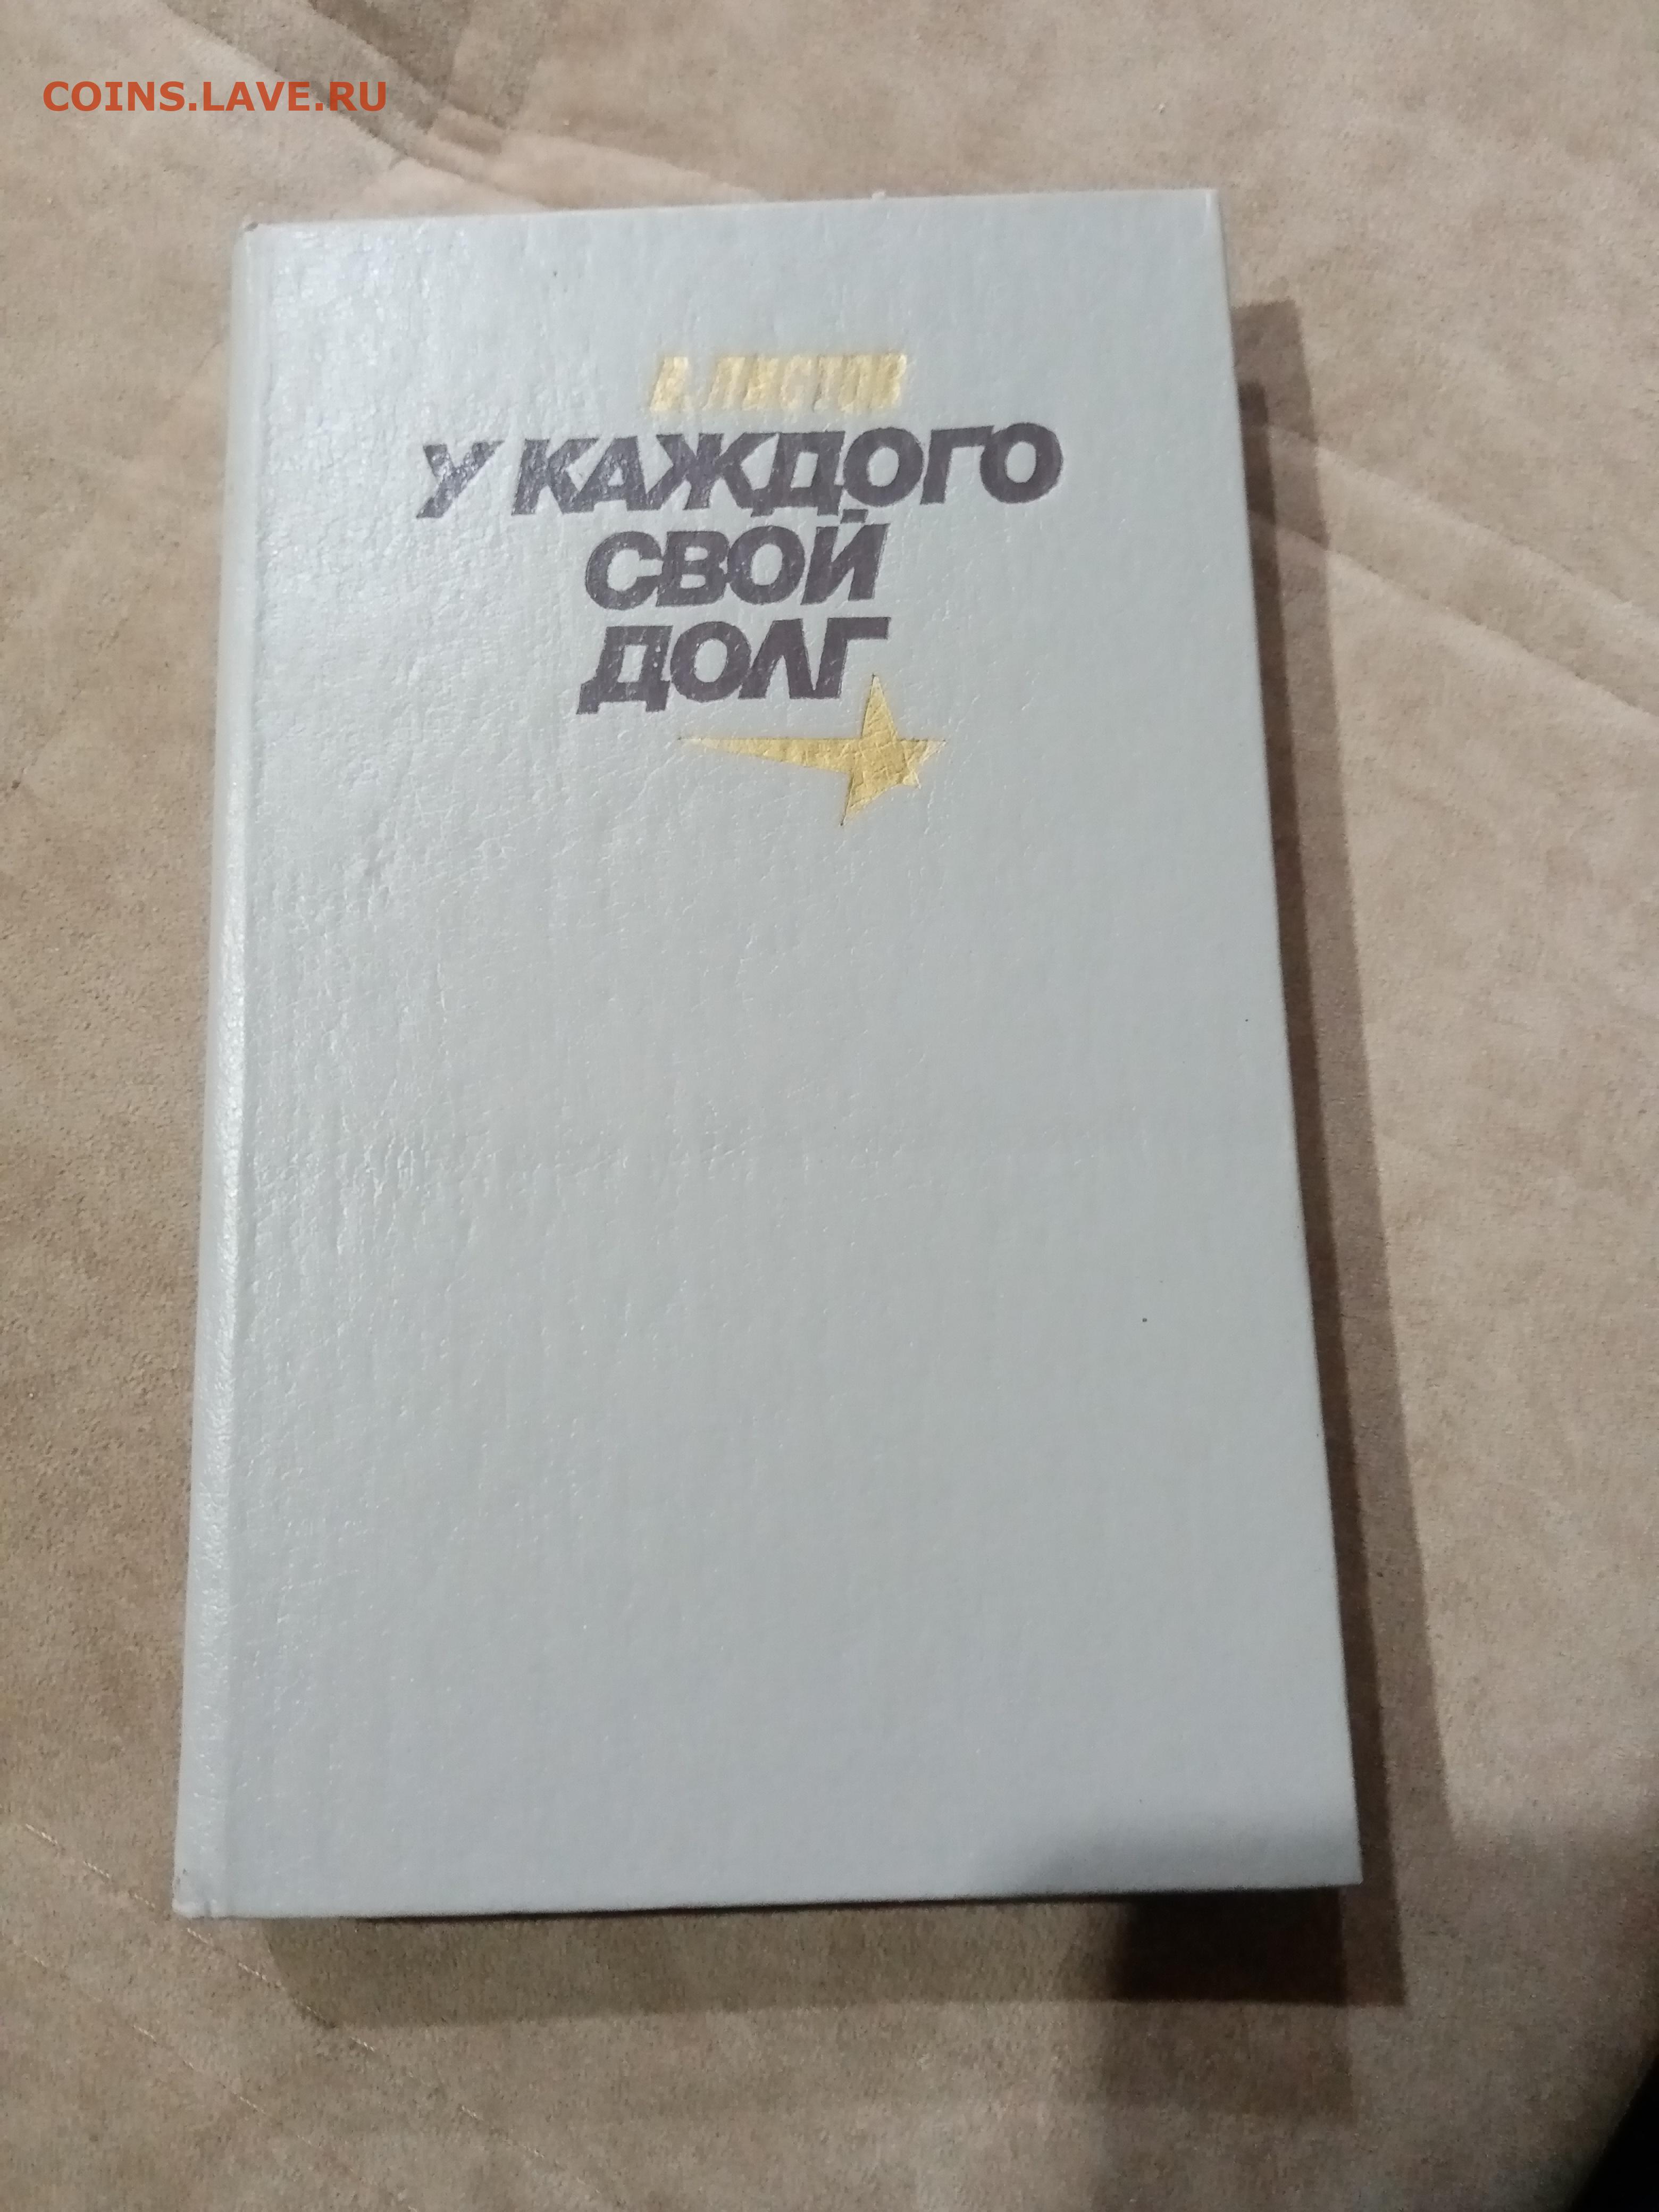 COINS.LAVE.RU
В. ЛИСТОВ
У КАЖДОГО
СВОЙ
ДОЛГ